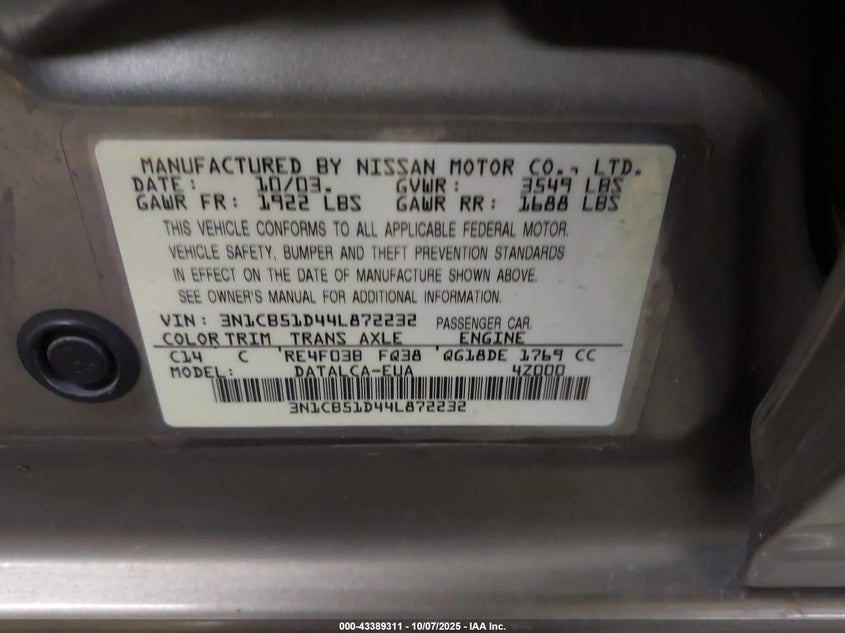 MANUFACTURED BY NISSAN MOTOR CO., LTD.
DATE: 10/03. GVWR: 3549 LBS
GAWR FR: 1922 LBS GAWR RR: 1688 LBS
THIS VEHICLE CONFORMS TO ALL APPLICABLE FEDERAL MOTOR
VEHICLE SAFETY, BUMPER AND THEFT PREVENTION STANDARDS
IN EFFECT ON THE DATE OF MANUFACTURE SHOWN ABOVE.
SEE OWNER'S MANUAL FOR ADDITIONAL INFORMATION.
VIN: 3N1CB51D44L872232 PASSENGER CAR.
COLOR TRIM TRANS AXLE ENGINE
C14 C RE4F03B FQ38 QG18DE 1769 CC
MODEL: DATALCA-EUA 4Z000
3N1CB51D44L872232
000-43389311 - 10/07/2025 - IAA Inc.